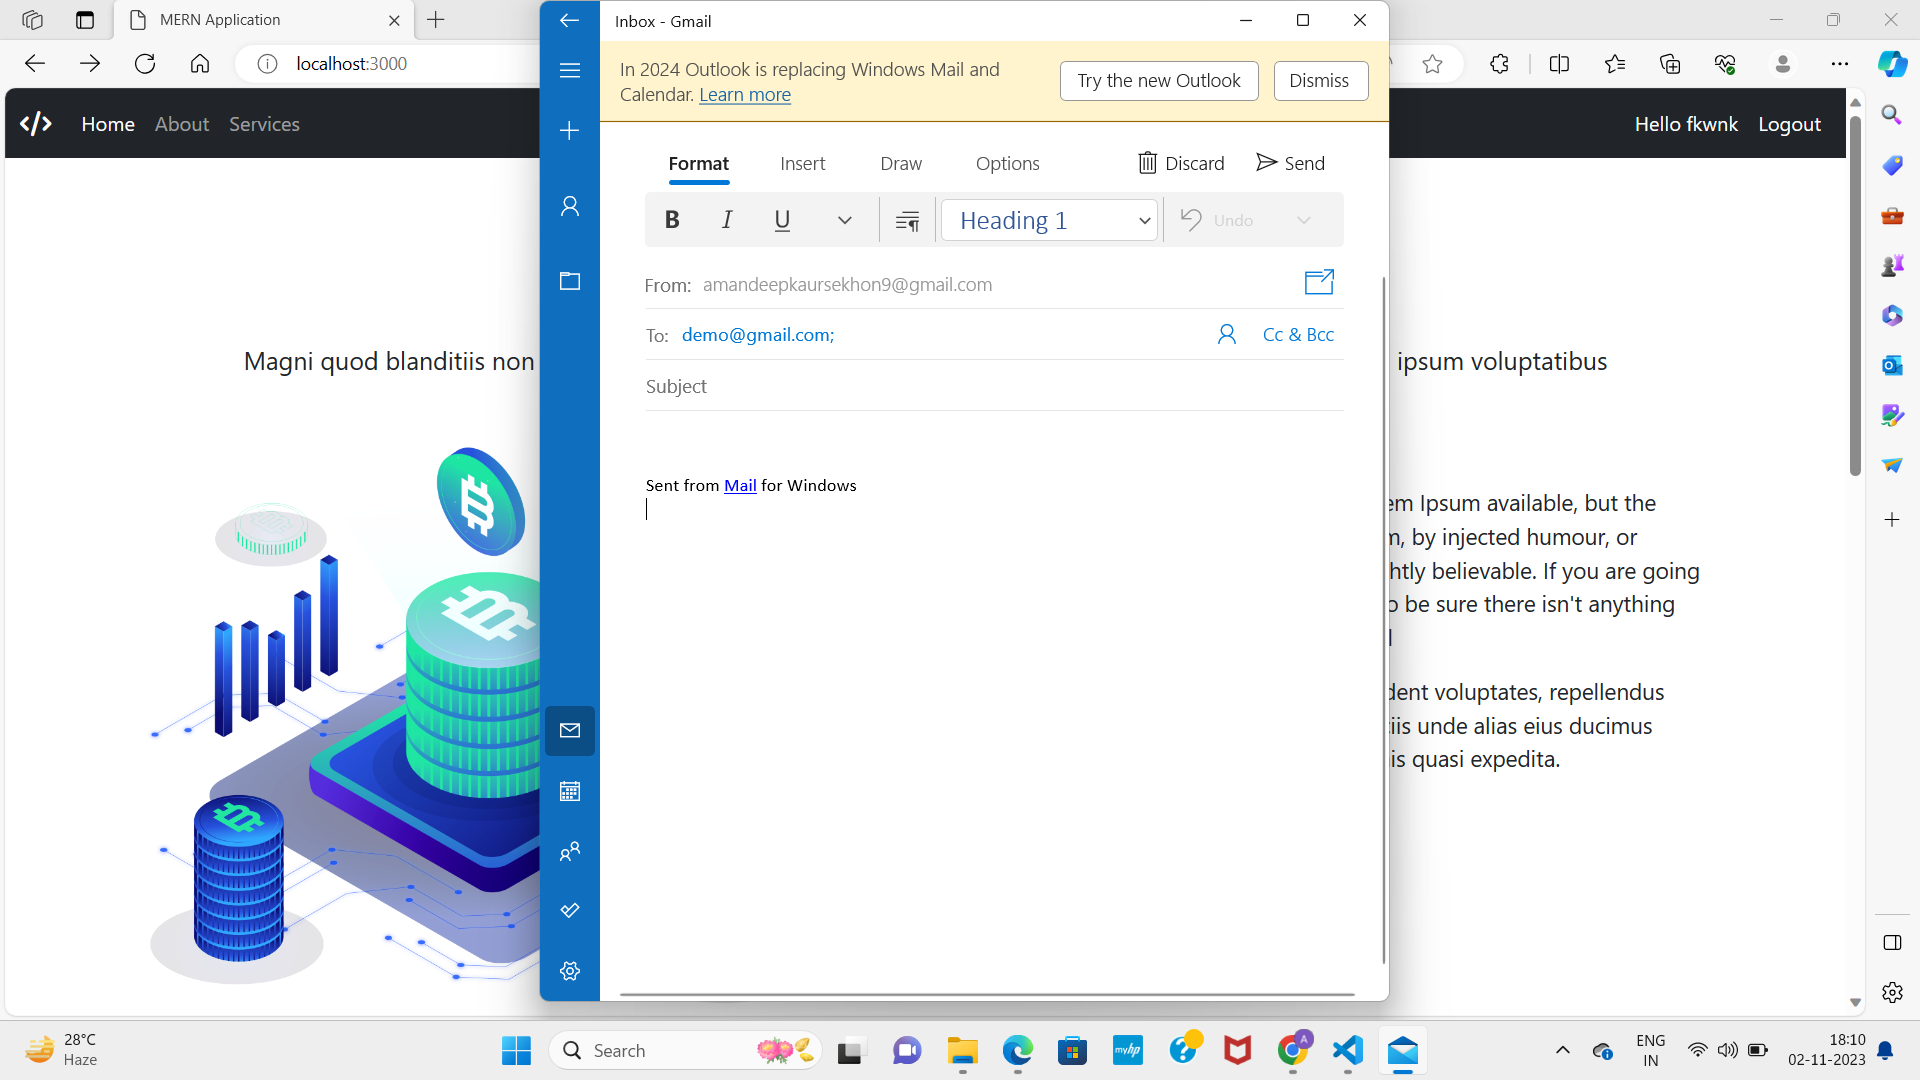 MERN Application
localhost:3000
Home About Services
Hello fkwnk Logout
Magni quod blanditiis non
ipsum voluptatibus
Ipsum available, but the
by injected humour, or
believable. If you are going
be sure there isn't anything
voluptates, repellendus
unde alias eius ducimus
quasi expedita.
Inbox - Gmail
In 2024 Outlook is replacing Windows Mail and
Calendar. Learn more
Try the new Outlook
Dismiss
Format Insert Draw Options Discard Send
B I U Heading 1 Undo
From: amandeepkaursekhon9@gmail.com
To: demo@gmail.com; Cc & Bcc
Subject
Sent from Mail for Windows
28°C
Haze
Search
myhp
A
ENG
IN
18:10
02-11-2023